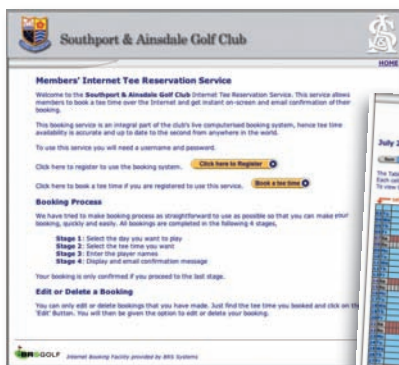 Southport & Ainsdale Golf Club
HOME
Members' Internet Tee Reservation Service
Welcome to the Southport & Ainsdale Golf Club Internet Tee Reservation Service. This service allows
members to book a tee time over the Internet and get instant on-screen and email confirmation of their
booking.
This booking service is an integral part of the club's live computerised booking system, hence tee time
availability is accurate and up to date to the second from anywhere in the world.
To use this service you will need a username and password.
Click here to register to use the booking system. Click here to Register
Click here to book a tee time if you are registered to use this service. Book a tee time
Booking Process
We have tried to make booking process as straightforward to use as possible so that you can make your
booking, quickly and easily. All bookings are completed in the following 4 stages,
Stage 1: Select the day you want to play
Stage 2: Select the tee time you want
Stage 3: Enter the player names
Stage 4: Display and email confirmation message
Your booking is only confirmed if you proceed to the last stage.
Edit or Delete a Booking
You can only edit or delete bookings that you have made. Just find the tee time you booked and click on the
'Edit' Button. You will then be given the option to edit or delete your booking.
BRSGOLF Internet Booking Facility provided by BRS Systems
July
The Tab
Each cell
To view